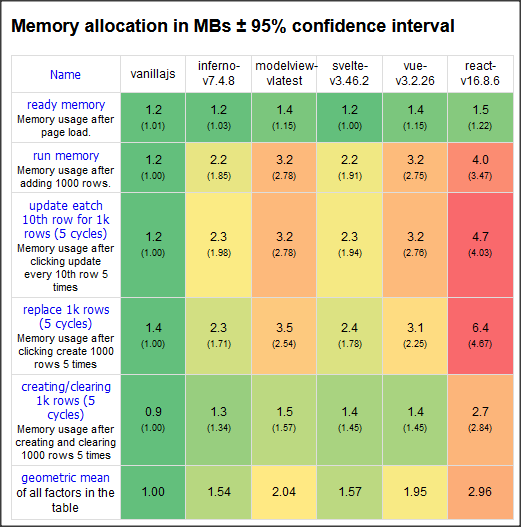 Memory allocation in MBs ± 95% confidence interval
Name vanillajs inferno-v7.4.8 modelview-vlatest svelte-v3.46.2 vue-v3.2.26 react-v16.8.6
ready memory
Memory usage after
page load.
1.2 1.2 1.4 1.2 1.4 1.5
(1.01) (1.03) (1.15) (1.00) (1.15) (1.22)
run memory
Memory usage after
adding 1000 rows.
1.2 2.2 3.2 2.2 3.2 4.0
(1.00) (1.85) (2.78) (1.91) (2.75) (3.47)
update eatch
10th row for 1k
rows (5 cycles)
Memory usage after
clicking update
every 10th row 5
times
1.2 2.3 3.2 2.3 3.2 4.7
(1.00) (1.98) (2.78) (1.94) (2.76) (4.03)
replace 1k rows
(5 cycles)
Memory usage after
clicking create 1000
rows 5 times
1.4 2.3 3.5 2.4 3.1 6.4
(1.00) (1.71) (2.54) (1.78) (2.25) (4.67)
creating/clearing
1k rows (5
cycles)
Memory usage after
creating and clearing
1000 rows 5 times
0.9 1.3 1.5 1.4 1.4 2.7
(1.00) (1.34) (1.57) (1.45) (1.45) (2.84)
geometric mean
of all factors in the
table
1.00 1.54 2.04 1.57 1.95 2.96